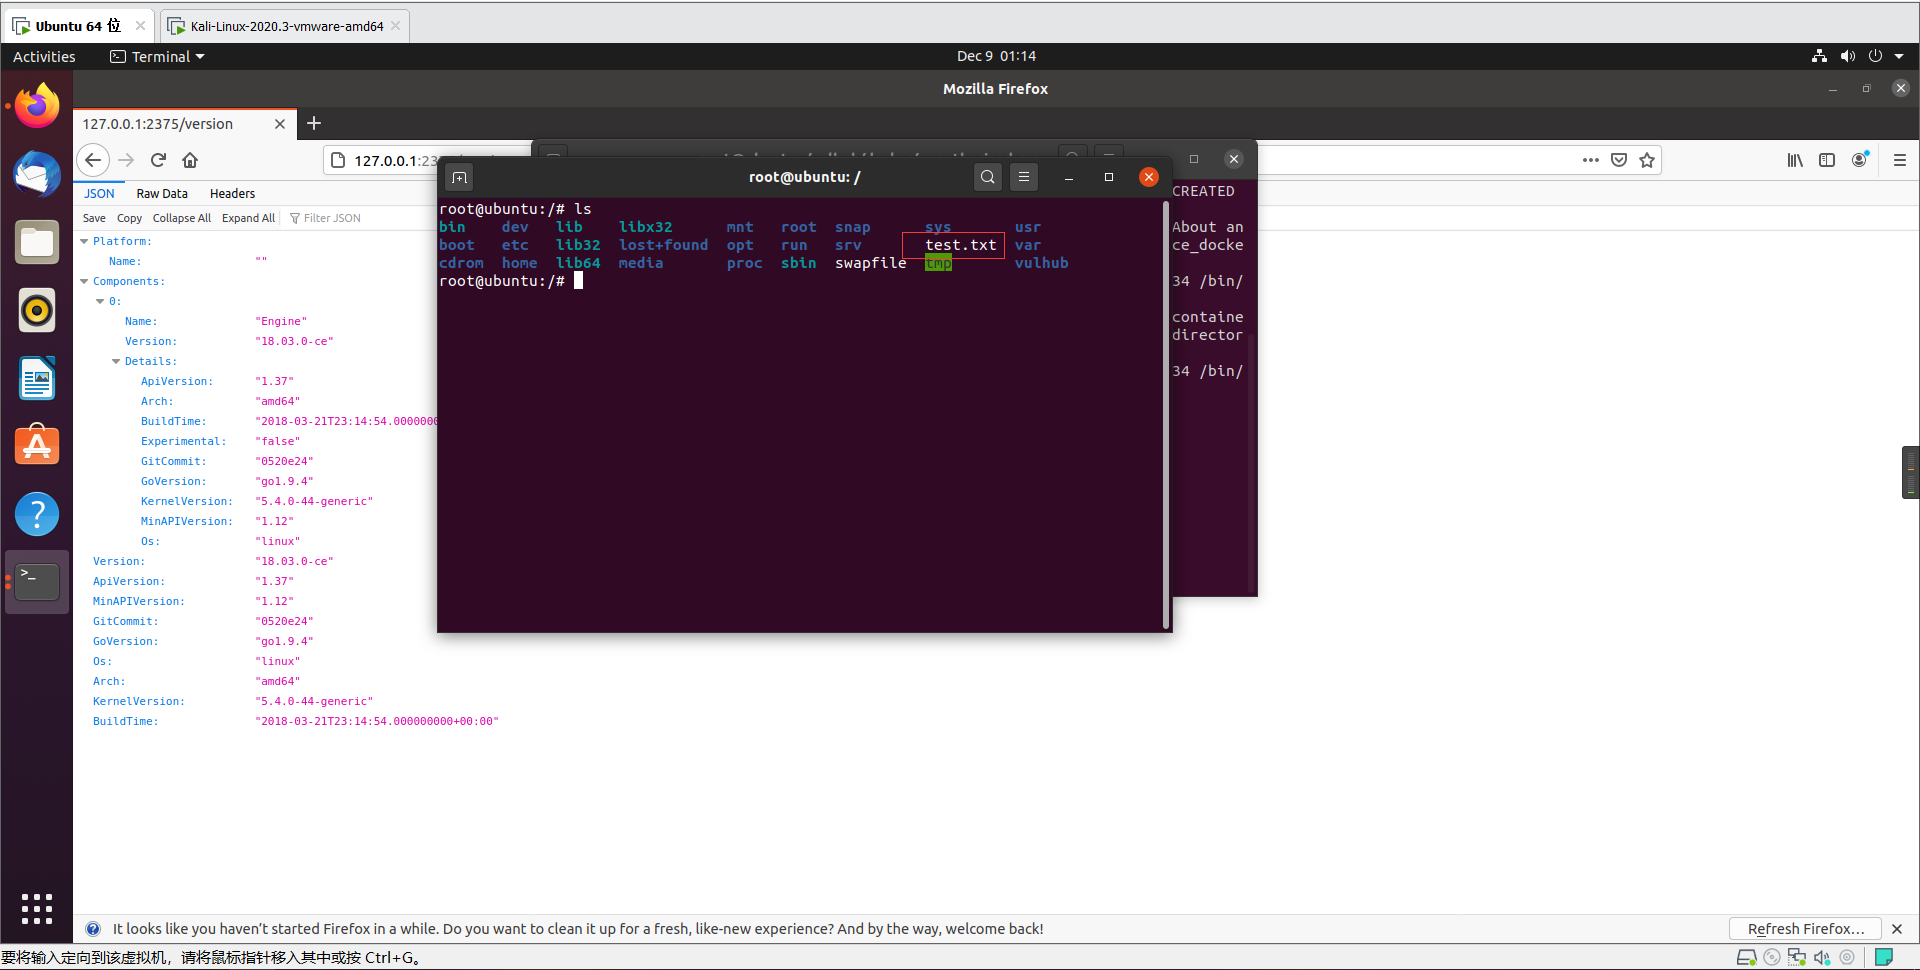 Ubuntu 64 位
Kali-Linux-2020.3-vmware-amd64
Activities
Terminal
Dec 9 01:14
Mozilla Firefox
127.0.0.1:2375/version
127.0.0.1:23
JSON
Raw Data
Headers
Save
Copy
Collapse All
Expand All
Filter JSON
Platform:
Name: ""
Components:
0:
Name: "Engine"
Version: "18.03.0-ce"
Details:
ApiVersion: "1.37"
Arch: "amd64"
BuildTime: "2018-03-21T23:14:54.0000000
Experimental: "false"
GitCommit: "0520e24"
GoVersion: "go1.9.4"
KernelVersion: "5.4.0-44-generic"
MinAPIVersion: "1.12"
Os: "linux"
Version: "18.03.0-ce"
ApiVersion: "1.37"
MinAPIVersion: "1.12"
GitCommit: "0520e24"
GoVersion: "go1.9.4"
Os: "linux"
Arch: "amd64"
KernelVersion: "5.4.0-44-generic"
BuildTime: "2018-03-21T23:14:54.000000000+00:00"
root@ubuntu: /
root@ubuntu:/# ls
bin dev lib libx32 mnt root snap sys usr
boot etc lib32 lost+found opt run srv test.txt var
cdrom home lib64 media proc sbin swapfile tmp vulhub
root@ubuntu:/#
CREATED
About an
ce_docke
34 /bin/
containe
director
34 /bin/
It looks like you haven't started Firefox in a while. Do you want to clean it up for a fresh, like-new experience? And by the way, welcome back!
Refresh Firefox…
要将输入定向到该虚拟机，请将鼠标指针移入其中或按 Ctrl+G。